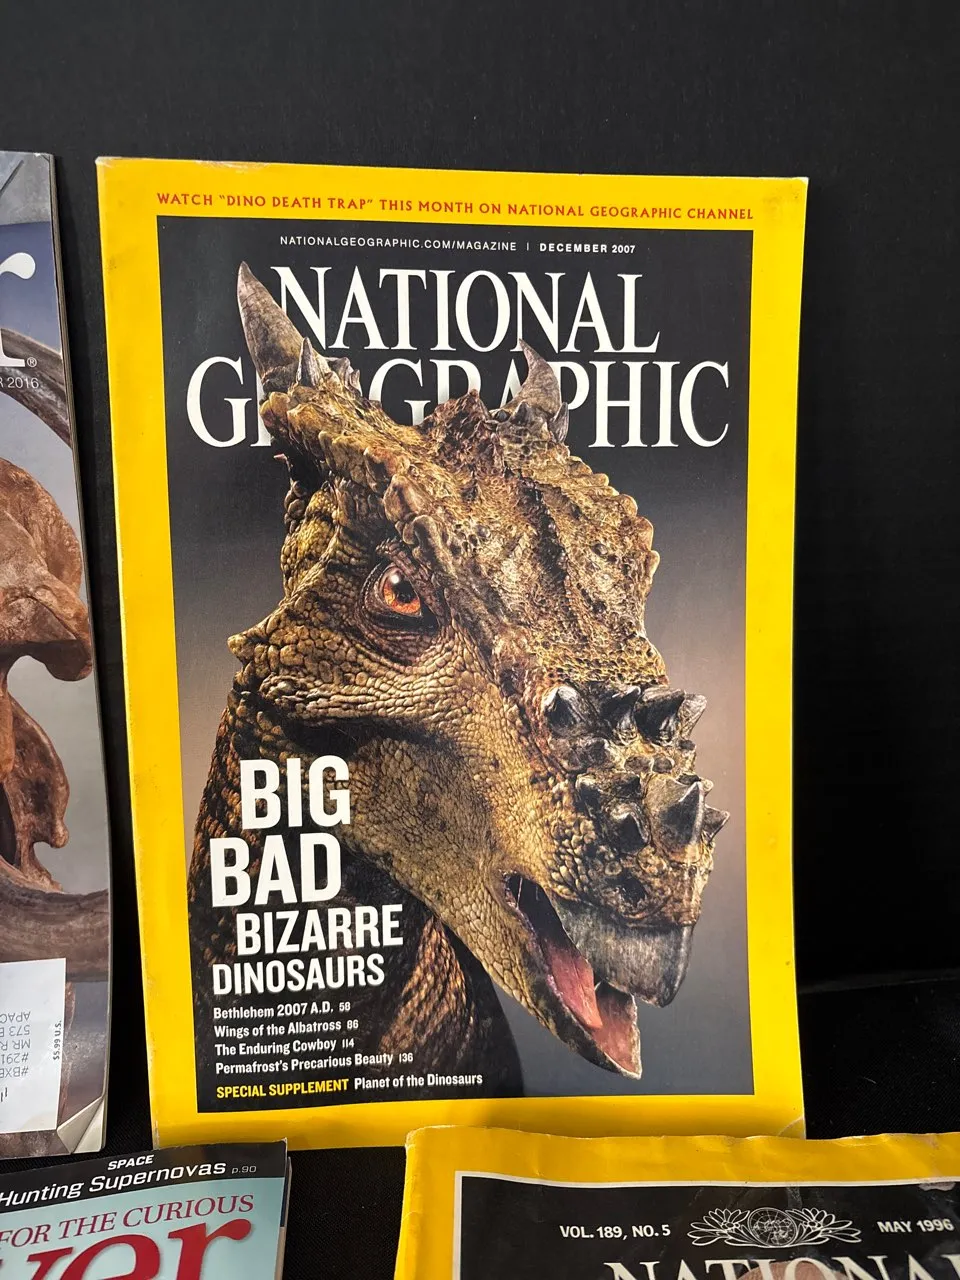 WATCH "DINO DEATH TRAP" THIS MONTH ON NATIONAL GEOGRAPHIC CHANNEL
NATIONALGEOGRAPHIC.COM/MAGAZINE | DECEMBER 2007
NATIONAL
GEOGRAPHIC
BIG
BAD
BIZARRE
DINOSAURS
Bethlehem 2007 A.D. 58
Wings of the Albatross 86
The Enduring Cowboy 114
Permafrost's Precarious Beauty 136
SPECIAL SUPPLEMENT Planet of the Dinosaurs
r®
2016
$5.99 U.S.
SPACE
Hunting Supernovas p.90
FOR THE CURIOUS
ver
VOL. 189, NO. 5
MAY 1996
NATIONAL